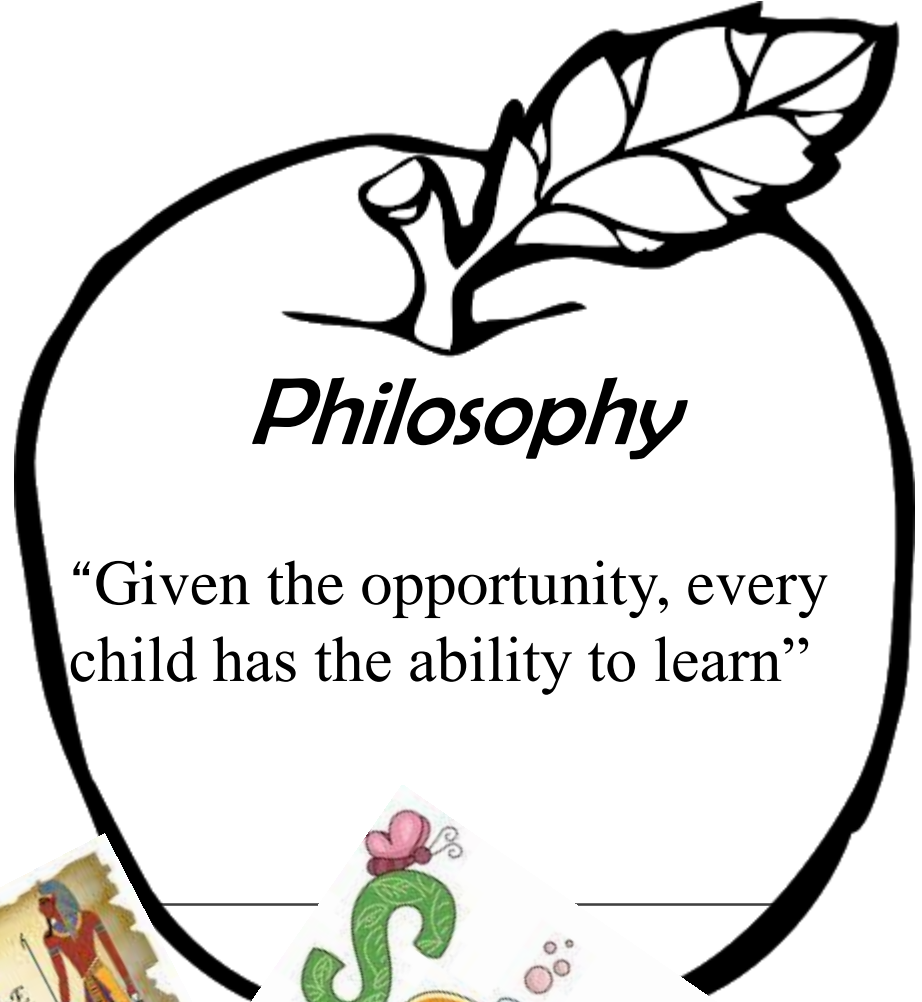 Philosophy
“Given the opportunity, every
child has the ability to learn”